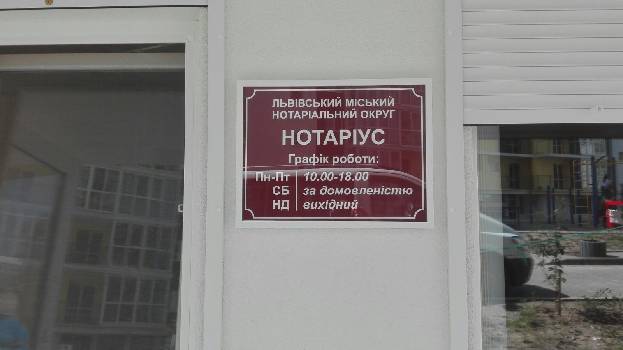 ЛЬВІВСЬКИЙ МІСЬКИЙ
НОТАРІАЛЬНИЙ ОКРУГ
НОТАРІУС
Графік роботи:
Пн-Пт 10.00-18.00
СБ за домовленістю
НД вихідний